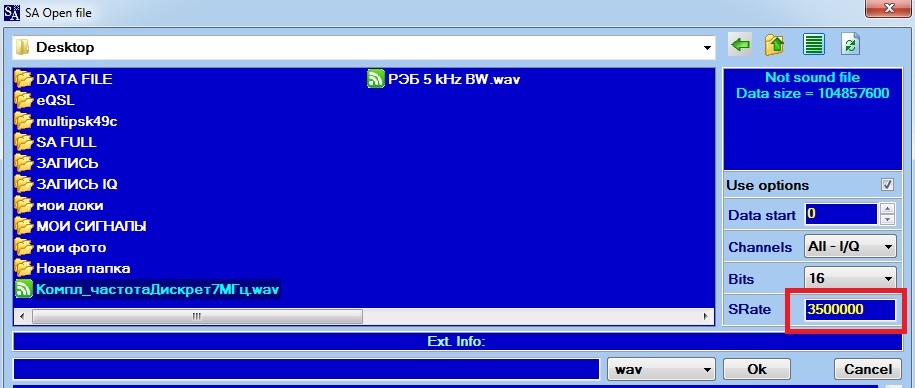 SA SA Open file
Desktop
DATA FILE
eQSL
multipsk49c
SA FULL
ЗАПИСЬ
ЗАПИСЬ IQ
мои доки
МОИ СИГНАЛЫ
мои фото
Новая папка
Компл_частотаДискрет7МГц.wav
РЭБ 5 kHz BW.wav
Not sound file
Data size = 104857600
Use options
Data start 0
Channels All - I/Q
Bits 16
SRate 3500000
Ext. Info:
wav Ok Cancel